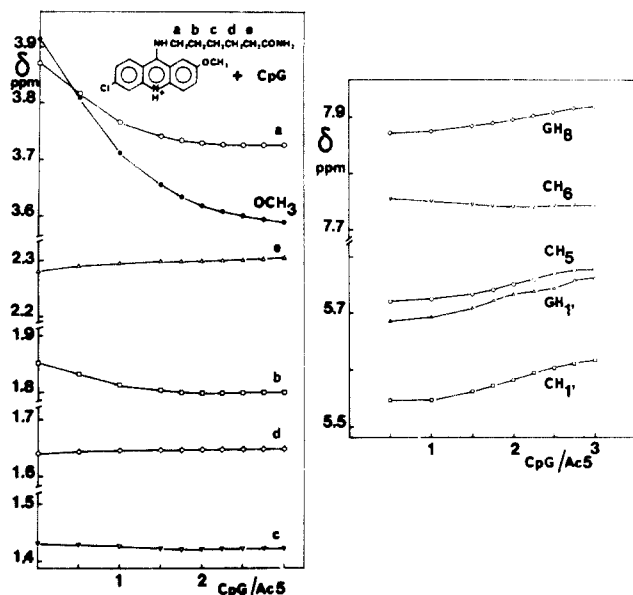 a b c d e
NHCH₂CH₂CH₂CH₂CH₂CONH₂
OCH₃
Cl
N
H⁺
+ CpG
δ
ppm
3.9
3.8
3.7
3.6
2.3
2.2
1.9
1.8
1.7
1.6
1.5
1.4
a
OCH₃
e
b
d
c
1 2
CpG/Ac5
δ
ppm
7.9
7.7
5.7
5.5
GH₈
CH₆
CH₅
GH₁'
CH₁'
1 2 3
CpG/Ac5